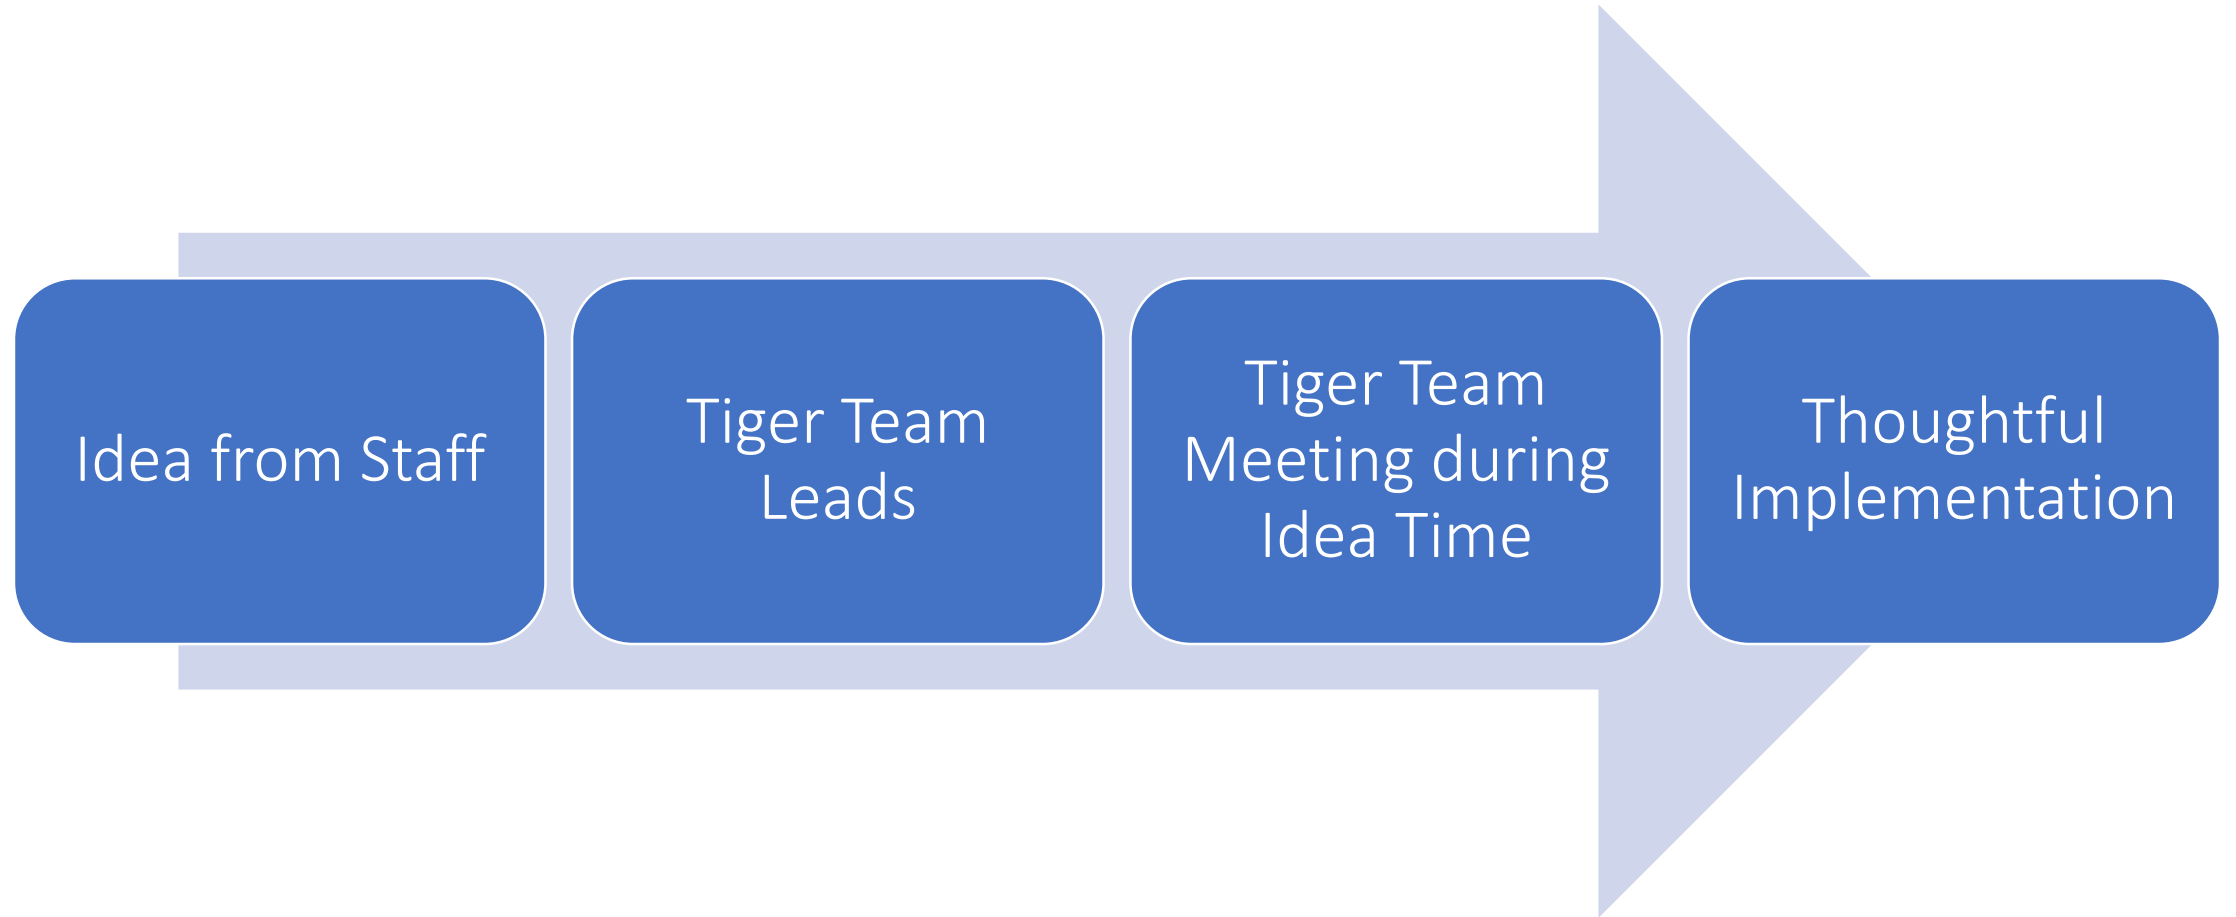 Idea from Staff
Tiger Team
Leads
Tiger Team
Meeting during
Idea Time
Thoughtful
Implementation